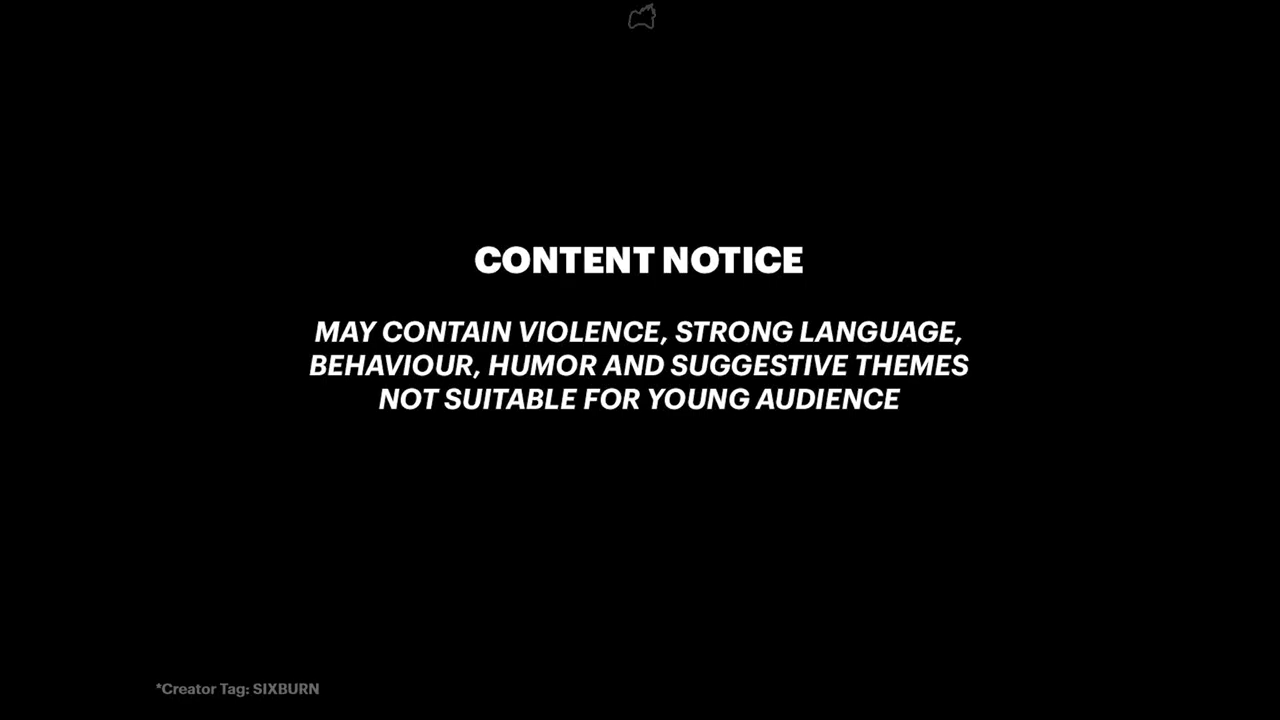 CONTENT NOTICE
MAY CONTAIN VIOLENCE, STRONG LANGUAGE,
BEHAVIOUR, HUMOR AND SUGGESTIVE THEMES
NOT SUITABLE FOR YOUNG AUDIENCE
*Creator Tag: SIXBURN